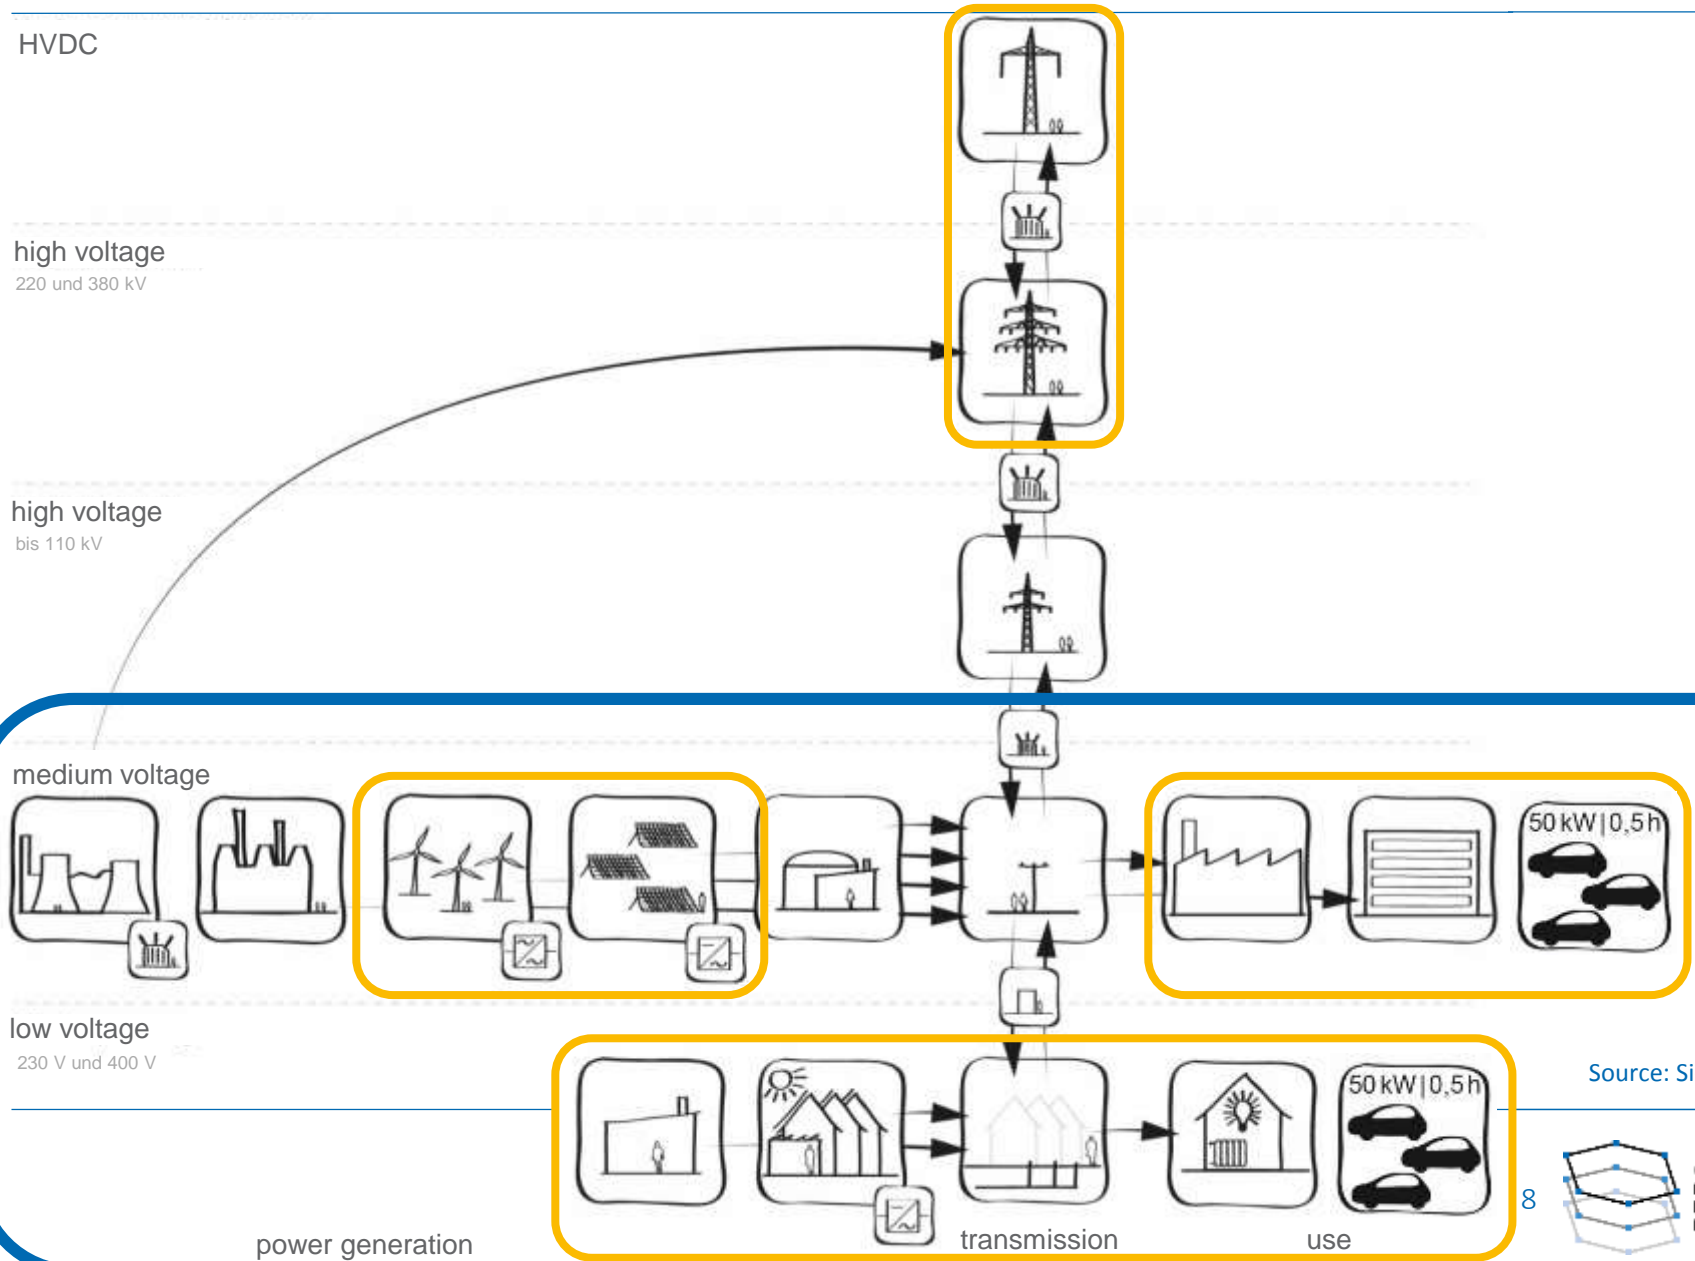 HVDC
high voltage
220 und 380 kV
high voltage
bis 110 kV
medium voltage
50 kW | 0,5 h
low voltage
230 V und 400 V
50 kW | 0,5 h
Source: Si
8
power generation
transmission
use